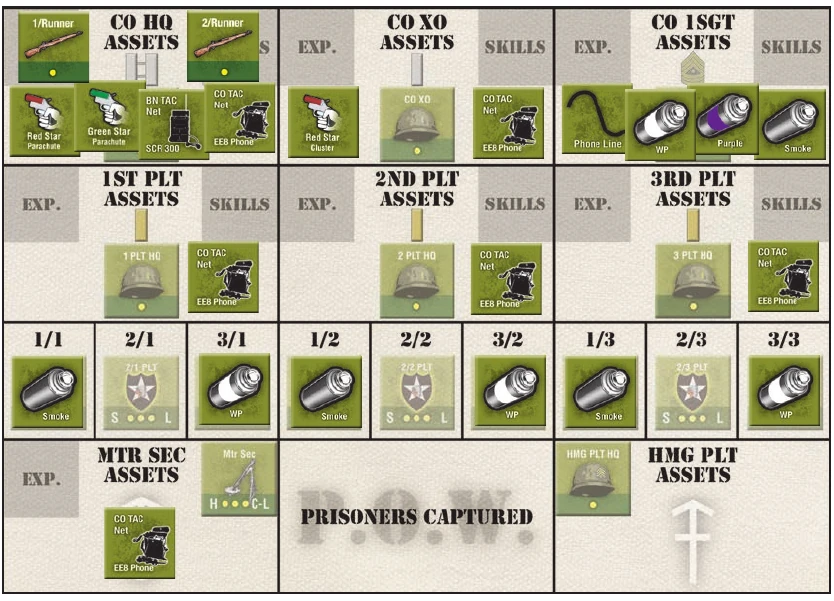 1/Runner
CO HQ
ASSETS
2/Runner
S
Red Star
Parachute
Green Star
Parachute
BN TAC
Net
SCR 300
CO TAC
Net
EE8 Phone
EXP.
CO XO
ASSETS
SKILLS
Red Star
Cluster
CO XO
CO TAC
Net
EE8 Phone
EXP.
CO 1SGT
ASSETS
SKILLS
Phone Line
WP
Purple
Smoke
EXP.
1ST PLT
ASSETS
SKILLS
1 PLT HQ
CO TAC
Net
EE8 Phone
EXP.
2ND PLT
ASSETS
SKILLS
2 PLT HQ
CO TAC
Net
EE8 Phone
EXP.
3RD PLT
ASSETS
SKILLS
3 PLT HQ
CO TAC
Net
EE8 Phone
1/1
Smoke
2/1
2/1 PLT
S L
3/1
WP
1/2
Smoke
2/2
2/2 PLT
S L
3/2
WP
1/3
Smoke
2/3
2/3 PLT
S L
3/3
WP
EXP.
MTR SEC
ASSETS
Mtr Sec
H C-L
CO TAC
Net
EE8 Phone
P.O.W.
PRISONERS CAPTURED
HMG PLT HQ
HMG PLT
ASSETS